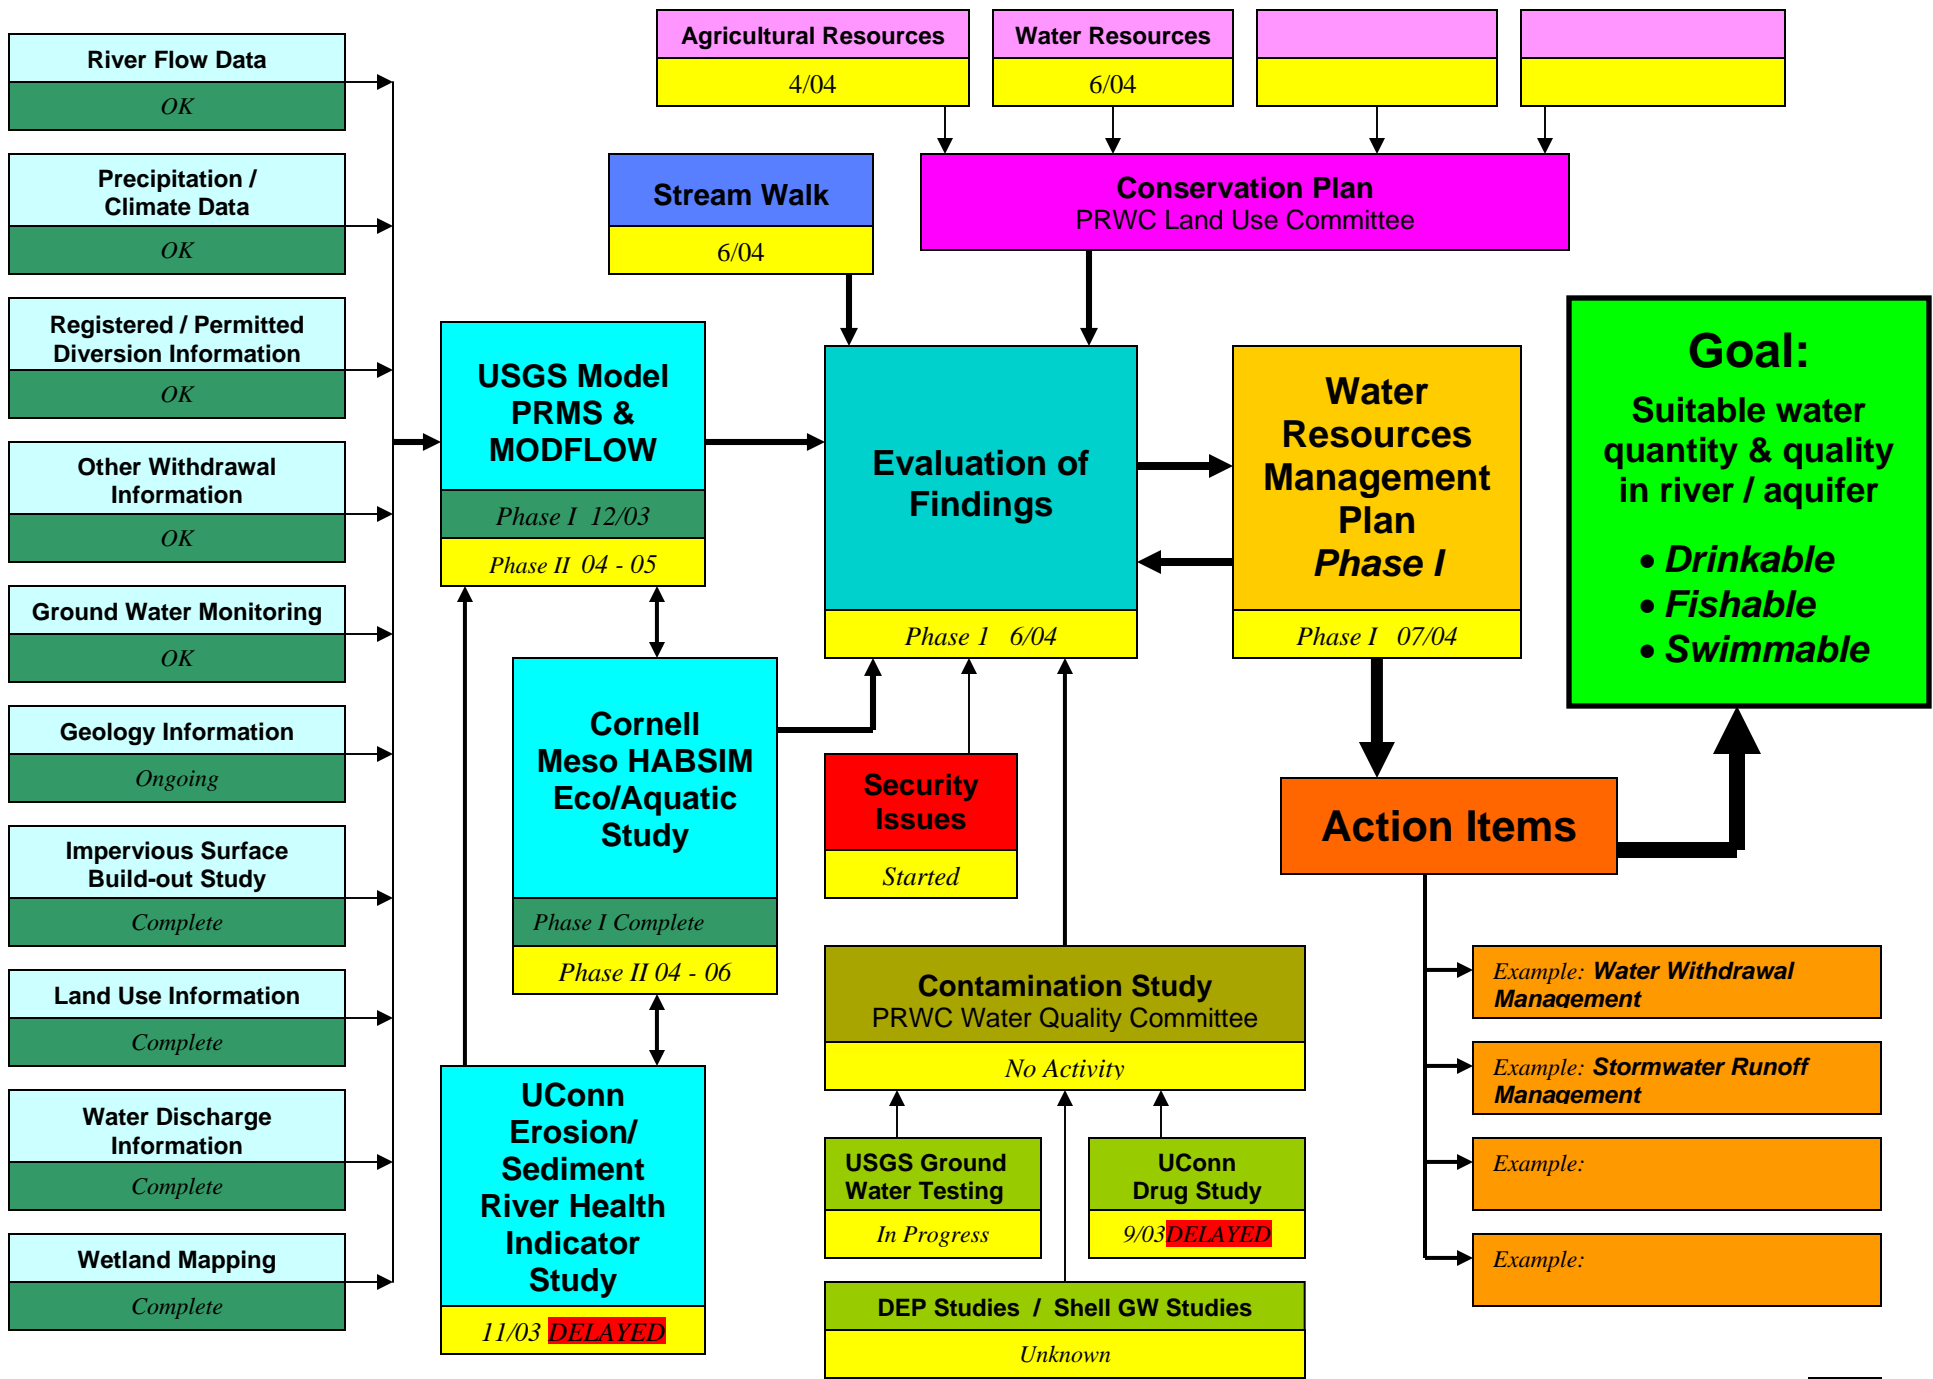 River Flow Data
OK
Precipitation /
Climate Data
OK
Registered / Permitted
Diversion Information
OK
Other Withdrawal
Information
OK
Ground Water Monitoring
OK
Geology Information
Ongoing
Impervious Surface
Build-out Study
Complete
Land Use Information
Complete
Water Discharge
Information
Complete
Wetland Mapping
Complete
Agricultural Resources
4/04
Water Resources
6/04
Stream Walk
6/04
Conservation Plan
PRWC Land Use Committee
USGS Model
PRMS &
MODFLOW
Phase I 12/03
Phase II 04 - 05
Cornell
Meso HABSIM
Eco/Aquatic
Study
Phase I Complete
Phase II 04 - 06
UConn
Erosion/
Sediment
River Health
Indicator
Study
11/03 DELAYED
Evaluation of
Findings
Phase 1 6/04
Security
Issues
Started
Contamination Study
PRWC Water Quality Committee
No Activity
USGS Ground
Water Testing
In Progress
UConn
Drug Study
9/03DELAYED
DEP Studies / Shell GW Studies
Unknown
Water
Resources
Management
Plan
Phase I
Phase I 07/04
Goal:
Suitable water
quantity & quality
in river / aquifer
• Drinkable
• Fishable
• Swimmable
Action Items
Example: Water Withdrawal
Management
Example: Stormwater Runoff
Management
Example:
Example: